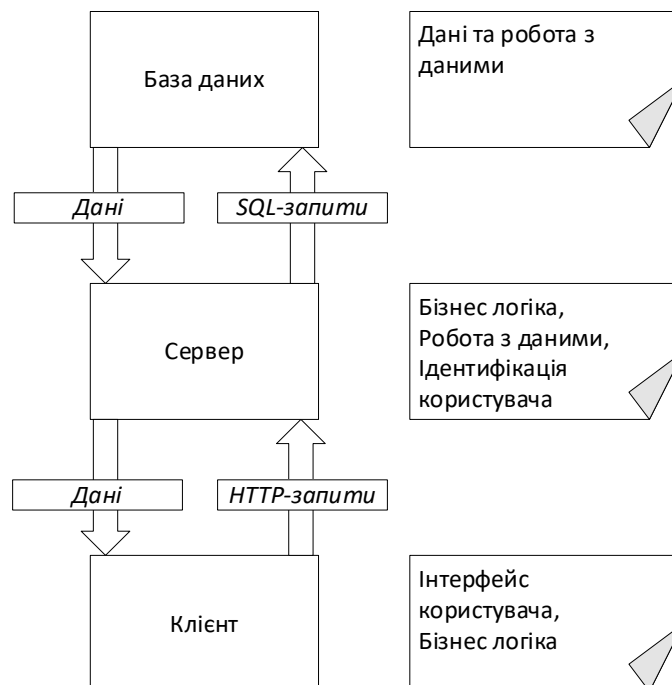 База даних
Дані та робота з
даними
Дані
SQL-запити
Сервер
Бізнес логіка,
Робота з даними,
Ідентифікація
користувача
Дані
HTTP-запити
Клієнт
Інтерфейс
користувача,
Бізнес логіка